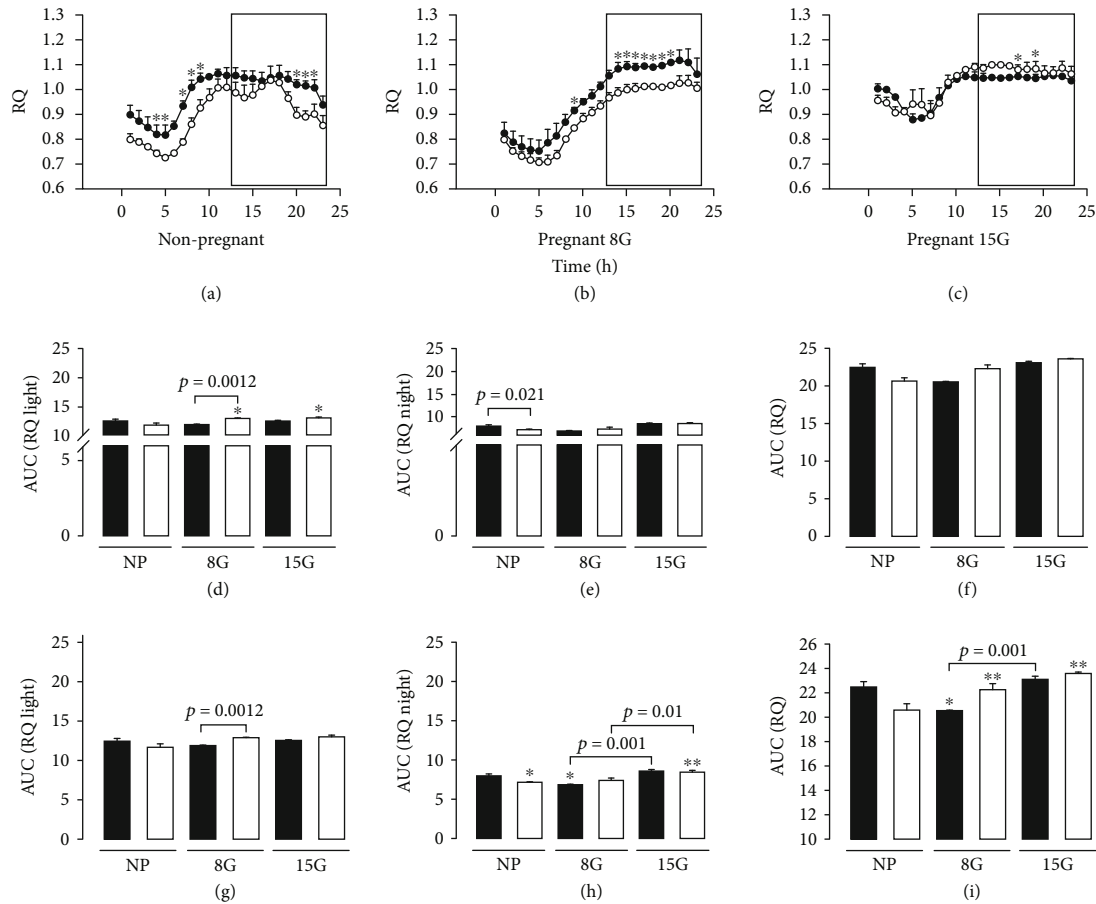 1.3 1.3 1.3
1.2 1.2 1.2
1.1 1.1 1.1
1.0 1.0 1.0
0.9 0.9 0.9
0.8 0.8 0.8
0.7 0.7 0.7
0.6 0.6 0.6
RQ RQ RQ
** * ** ***
* ****** *
* *
0 5 10 15 20 25 0 5 10 15 20 25 0 5 10 15 20 25
Non-pregnant Pregnant 8G Pregnant 15G
Time (h)
(a) (b) (c)
AUC (RQ light)
25
20
15
10
5
0
p = 0.0012
* *
NP 8G 15G
(d)
AUC (RQ night)
25
20
15
10
5
0
p = 0.021
NP 8G 15G
(e)
AUC (RQ)
25
20
15
10
5
0
NP 8G 15G
(f)
AUC (RQ light)
25
20
15
10
5
0
p = 0.0012
NP 8G 15G
(g)
AUC (RQ night)
25
20
15
10
5
0
p = 0.01
p = 0.001
* * **
NP 8G 15G
(h)
AUC (RQ)
26
24
22
20
18
16
14
12
10
p = 0.001
* ** **
NP 8G 15G
(i)